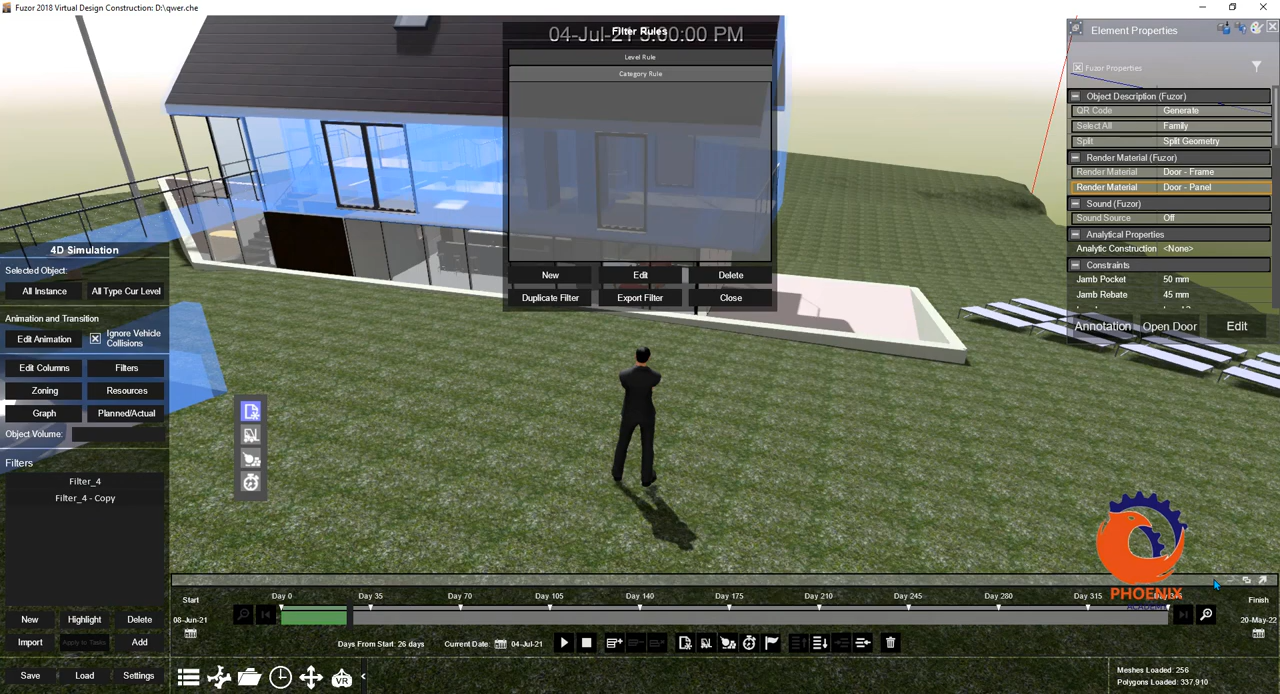 Fuzor 2018 Virtual Design Construction: D:\qwer.che
04-Jul-21 5:00:00 PM
Filter Rules
Level Rule
Category Rule
New
Edit
Delete
Duplicate Filter
Export Filter
Close
Element Properties
Fuzor Properties
Object Description (Fuzor)
QR Code Generate
Select All Family
Split Split Geometry
Render Material (Fuzor)
Render Material Door - Frame
Render Material Door - Panel
Sound (Fuzor)
Sound Source Off
Analytical Properties
Analytic Construction <None>
Constraints
Jamb Pocket 50 mm
Jamb Rebate 45 mm
Annotation
Open Door
Edit
4D Simulation
Selected Object:
All Instance
All Type Cur Level
Animation and Transition
Edit Animation
Ignore Vehicle
Collisions
Edit Columns
Filters
Zoning
Resources
Graph
Planned/Actual
Object Volume:
Filters
Filter_4
Filter_4 - Copy
New
Highlight
Delete
Import
Apply to Tasks
Add
Save
Load
Settings
PHOENIX
Start
Day 0
Day 35
Day 70
Day 105
Day 140
Day 175
Day 210
Day 245
Day 280
Day 315
Finish
08-Jun-21
20-May-22
Days From Start: 26 days
Current Date:
04-Jul-21
VR
Meshes Loaded: 256
Polygons Loaded: 337,910